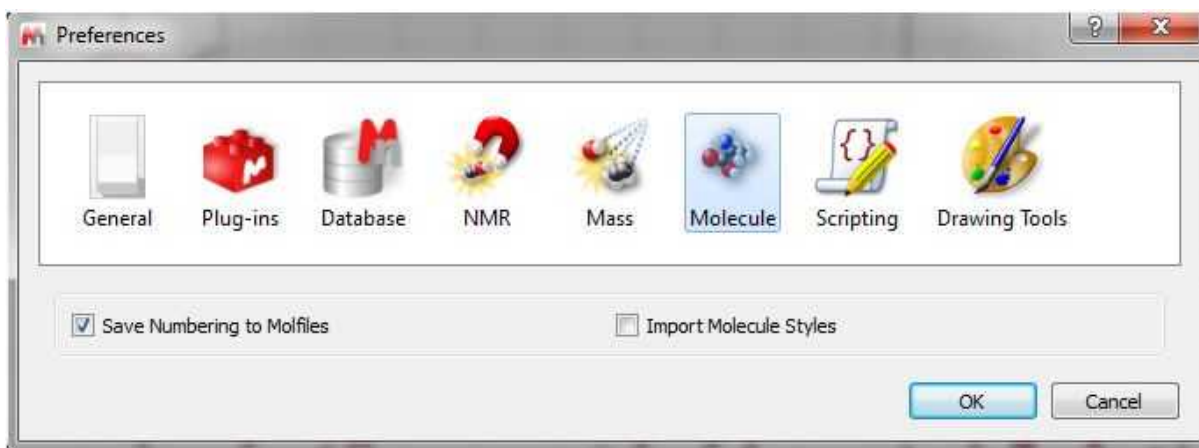 Preferences
General Plug-ins Database NMR Mass Molecule Scripting Drawing Tools
Save Numbering to Molfiles Import Molecule Styles
OK Cancel